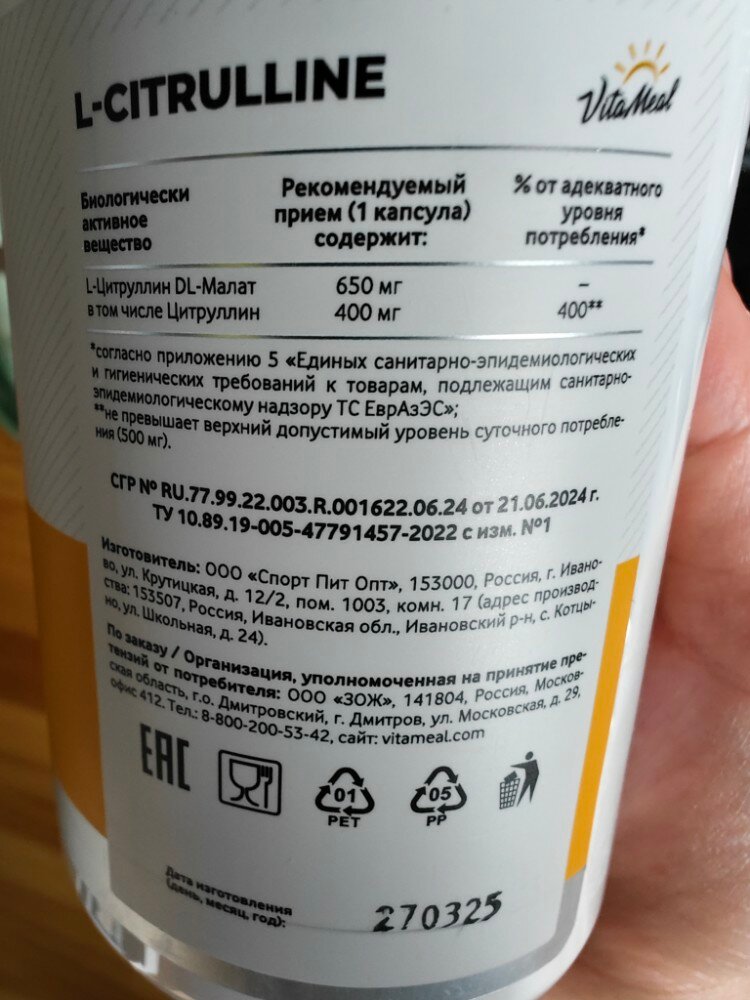 L-CITRULLINE
VitaMeal
Биологически
активное
вещество
Рекомендуемый
прием (1 капсула)
содержит:
% от адекватного
уровня
потребления*
L-Цитруллин DL-Малат 650 мг –
в том числе Цитруллин 400 мг 400**
*согласно приложению 5 «Единых санитарно-эпидемиологических
и гигиенических требований к товарам, подлежащим санитарно-
эпидемиологическому надзору ТС ЕврАзЭС»;
**не превышает верхний допустимый уровень суточного потребле-
ния (500 мг).
СГР № RU.77.99.22.003.R.001622.06.24 от 21.06.2024 г.
ТУ 10.89.19-005-47791457-2022 с изм. №1
Изготовитель: ООО «Спорт Пит Опт», 153000, Россия, г. Ивано-
во, ул. Крутицкая, д. 12/2, пом. 1003, комн. 17 (адрес производ-
ства: 153507, Россия, Ивановская обл., Ивановский р-н, с. Котцы-
но, ул. Школьная, д. 24).
По заказу / Организация, уполномоченная на принятие пре-
тензий от потребителя: ООО «ЗОЖ», 141804, Россия, Москов-
ская область, г.о. Дмитровский, г. Дмитров, ул. Московская, д. 29,
офис 412. Тел.: 8-800-200-53-42, сайт: vitameal.com
EAC
01
PET
05
PP
Дата изготовления
(день, месяц, год):
270325